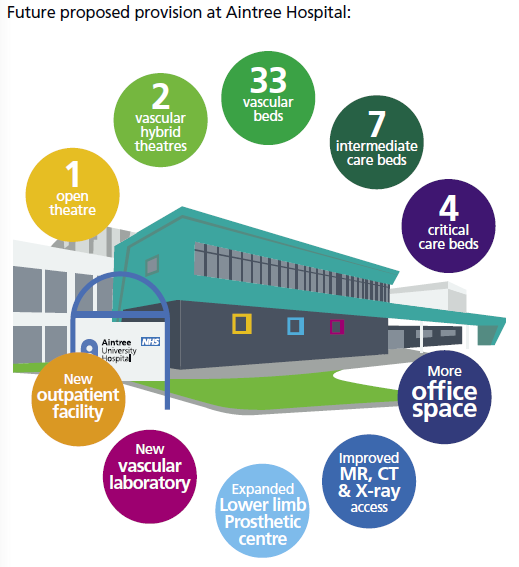 Future proposed provision at Aintree Hospital:
33
vascular
beds
2
vascular
hybrid
theatres
7
intermediate
care beds
1
open
theatre
4
critical
care beds
Aintree NHS
University
Hospital
More
office
space
New
outpatient
facility
New
vascular
laboratory
Improved
MR, CT
& X-ray
access
Expanded
Lower limb
Prosthetic
centre